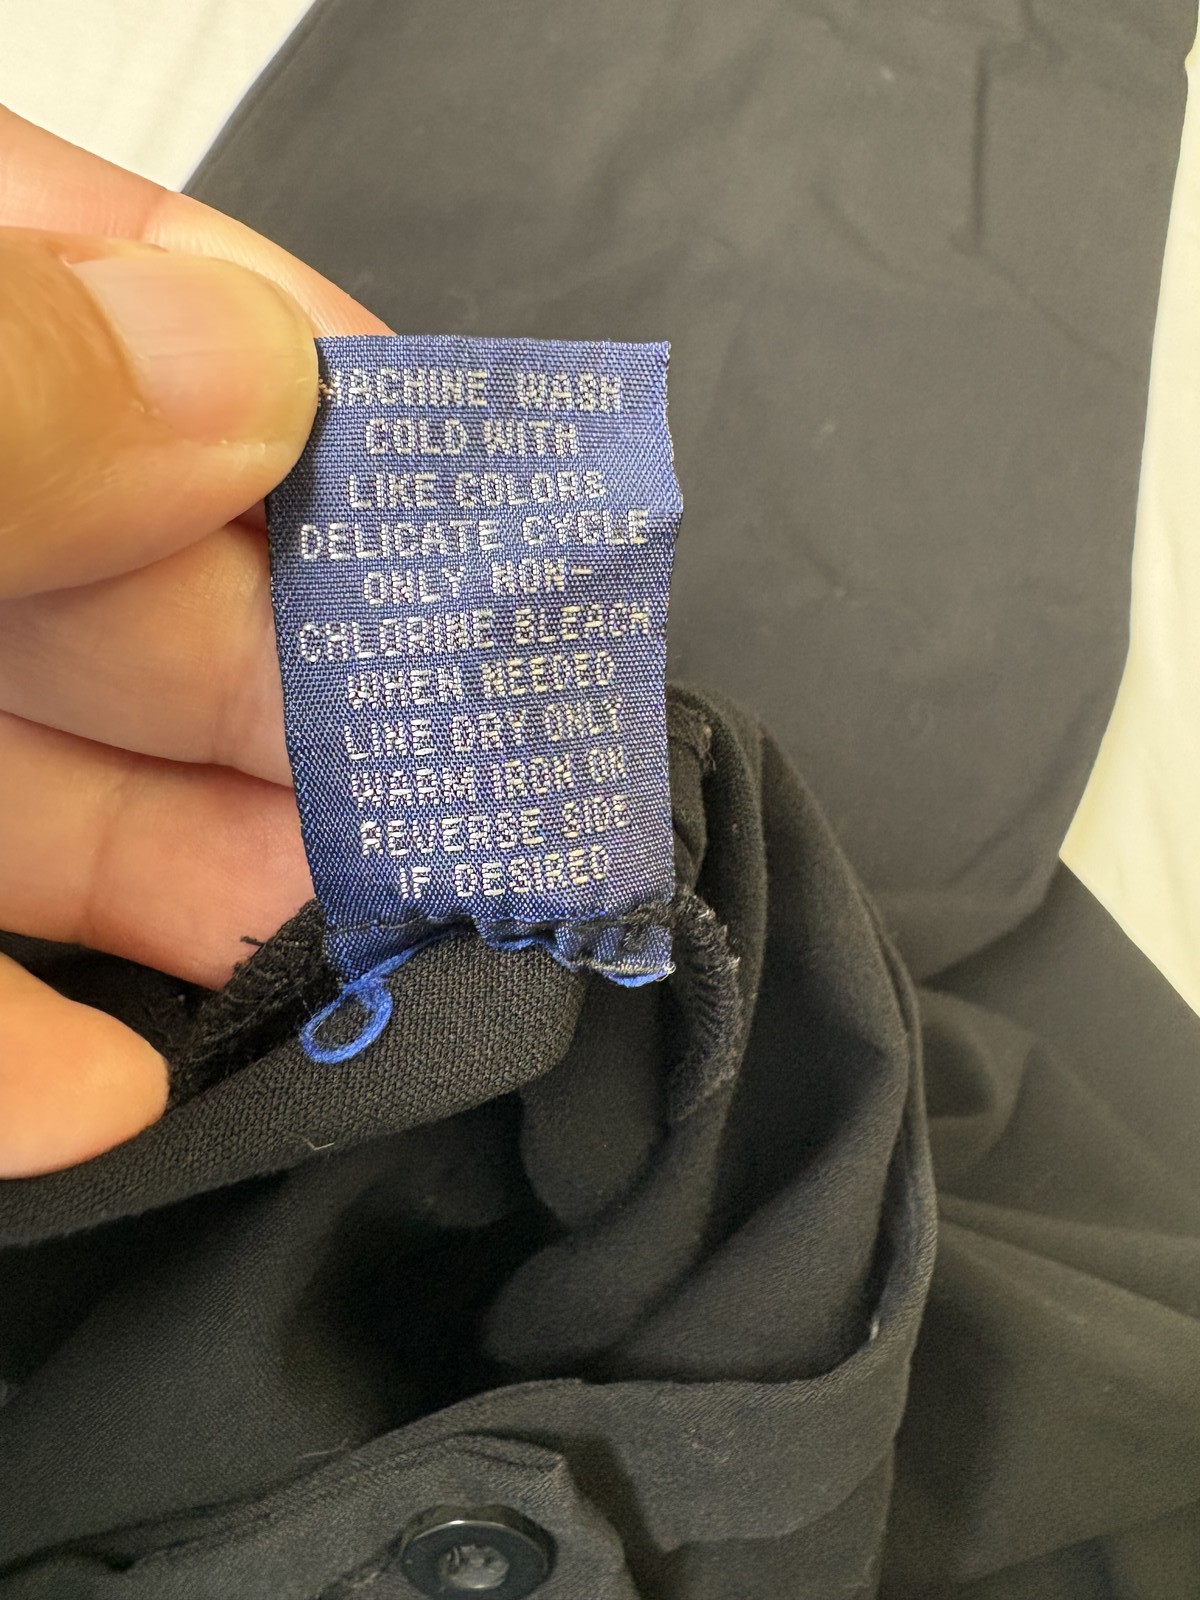 MACHINE WASH
COLD WITH
LIKE COLORS
DELICATE CYCLE
ONLY NON-
CHLORINE BLEACH
WHEN NEEDED
LINE DRY ONLY
WARM IRON ON
REVERSE SIDE
IF DESIRED